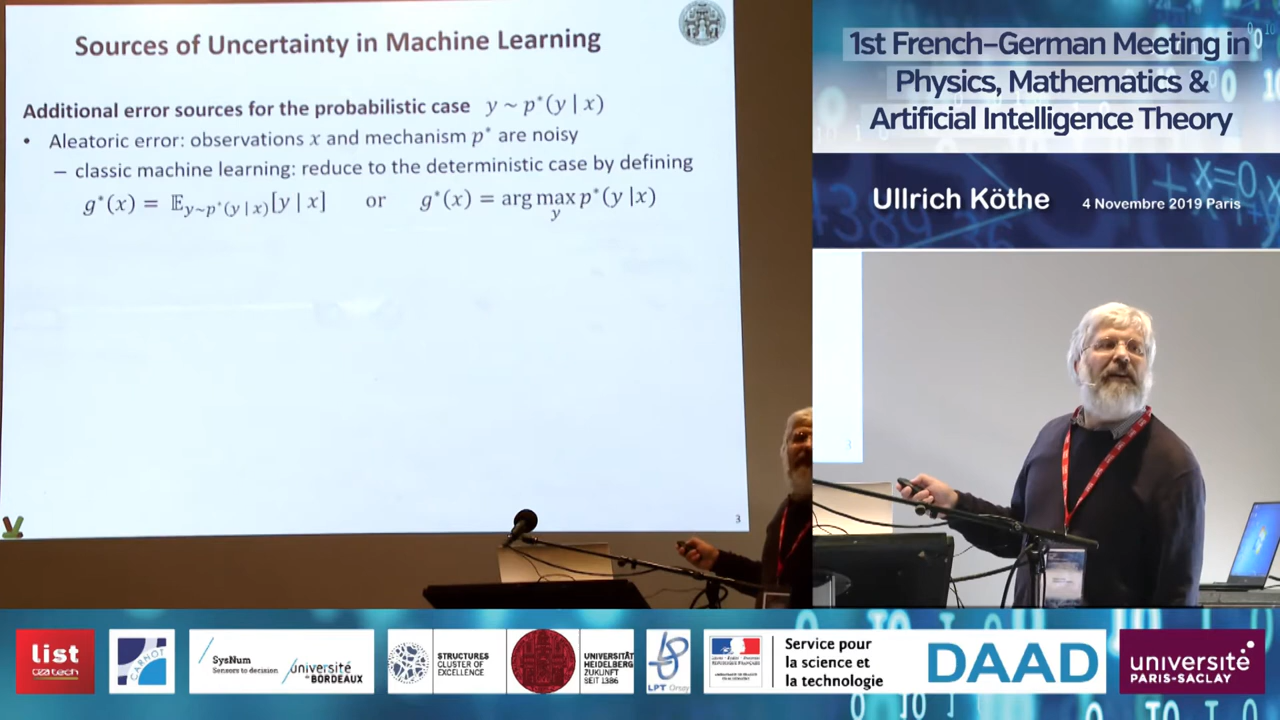 Sources of Uncertainty in Machine Learning
Additional error sources for the probabilistic case y ~ p*(y | x)
• Aleatoric error: observations x and mechanism p* are noisy
– classic machine learning: reduce to the deterministic case by defining
g*(x) = 𝔼y~p*(y | x)[y | x] or g*(x) = arg max p*(y |x)
y
3
1st French–German Meeting in
Physics, Mathematics &
Artificial Intelligence Theory
Ullrich Köthe 4 Novembre 2019 Paris
list
ceatech
CARNOT
SysNum
Sensors to decision
université
de BORDEAUX
STRUCTURES
CLUSTER OF
EXCELLENCE
UNIVERSITÄT
HEIDELBERG
ZUKUNFT
SEIT 1386
LPT Orsay
Service pour
la science et
la technologie
DAAD
université
PARIS-SACLAY